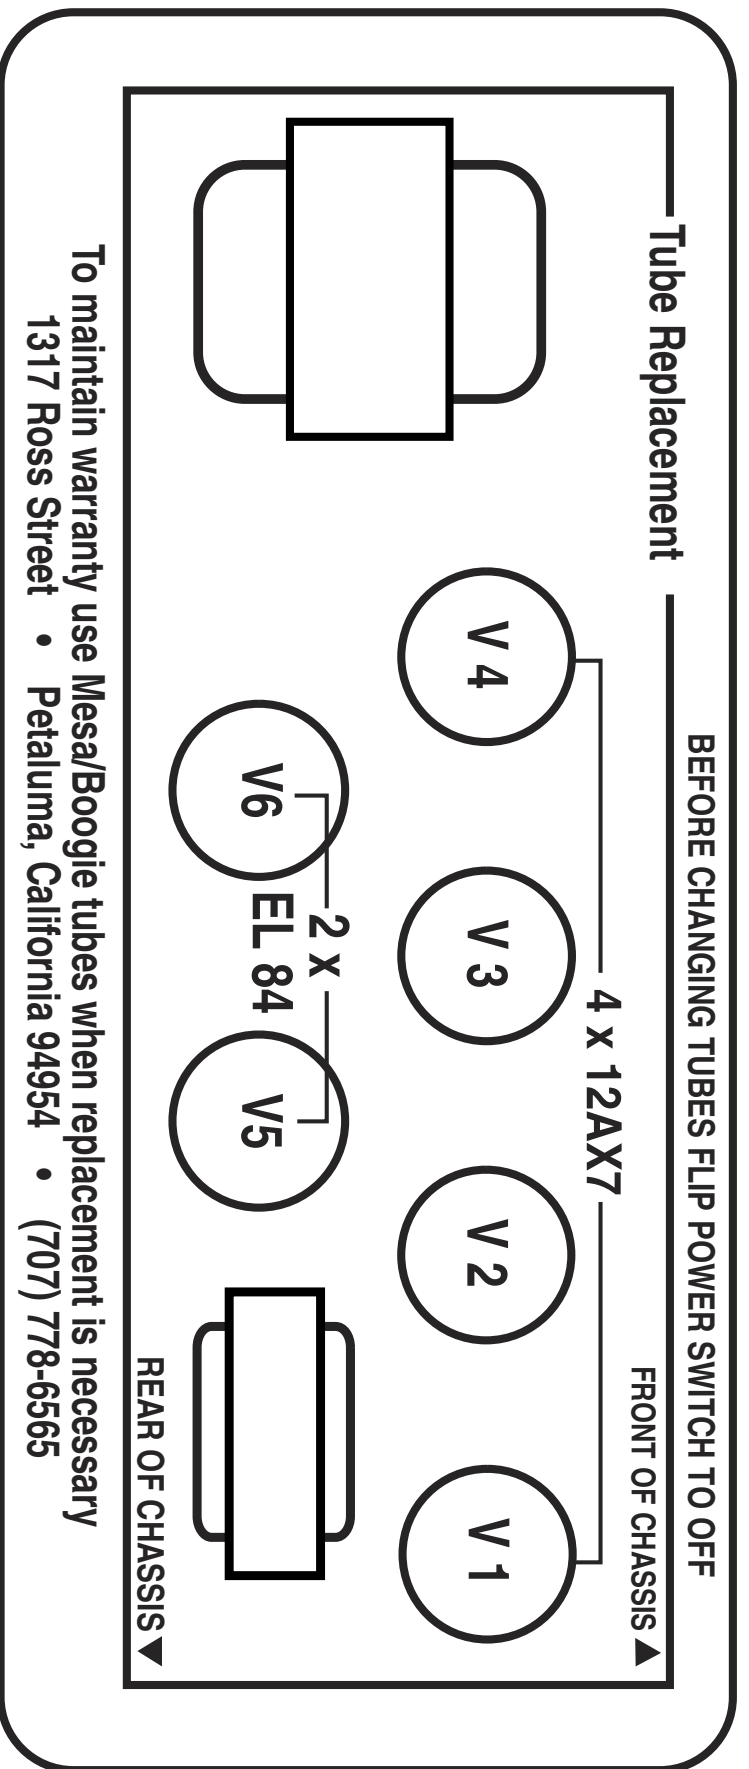 BEFORE CHANGING TUBES FLIP POWER SWITCH TO OFF
Tube Replacement
FRONT OF CHASSIS ▲
4 x 12AX7
V 4
V 3
V 2
V 1
2 x
EL 84
V6
V5
REAR OF CHASSIS ▼
To maintain warranty use Mesa/Boogie tubes when replacement is necessary
1317 Ross Street • Petaluma, California 94954 • (707) 778-6565